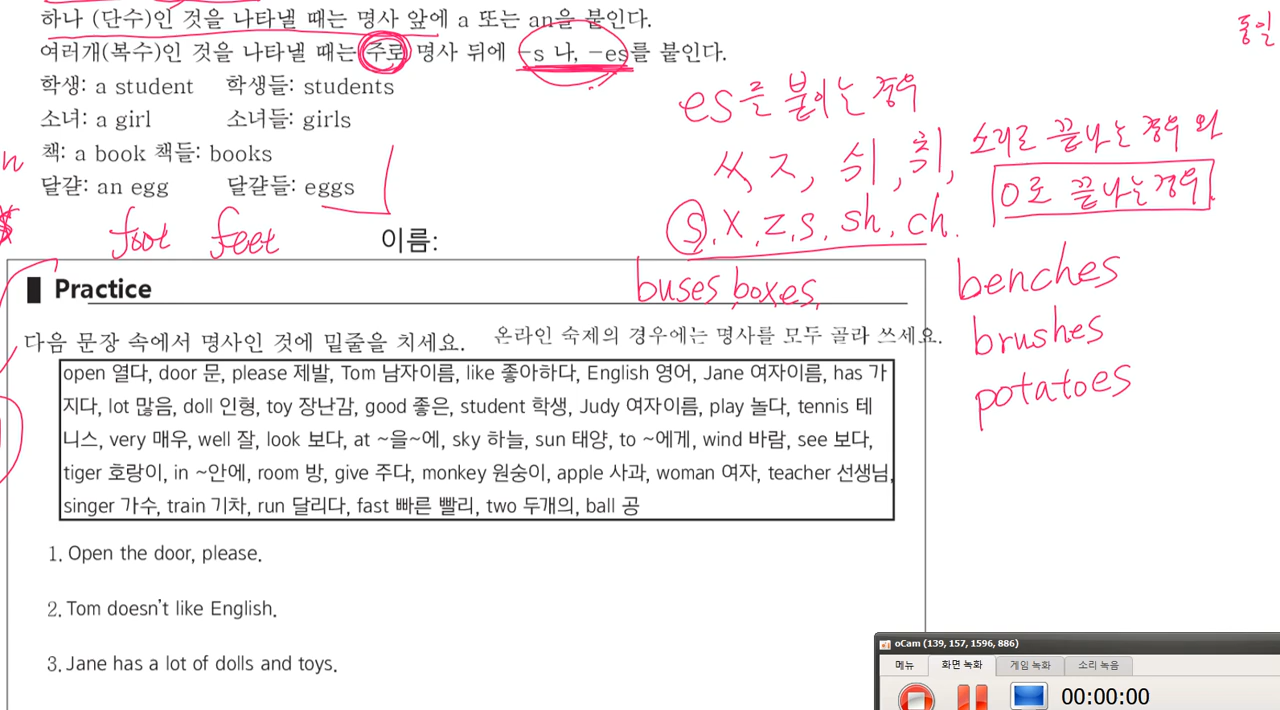 하나 (단수)인 것을 나타낼 때는 명사 앞에 a 또는 an을 붙인다.
동일
여러개(복수)인 것을 나타낼 때는 주로 명사 뒤에 -s 나, -es를 붙인다.
학생: a student 학생들: students
es를 붙이는 경우
소녀: a girl 소녀들: girls
ㅆ, ㅈ, 쉬, 취, 소리로 끝나는 경우 와
책: a book 책들: books
O로 끝나는 경우
달걀: an egg 달걀들: eggs
s, x, z, s, sh, ch.
foot feet
이름:
buses, boxes,
benches
brushes
potatoes
Practice
다음 문장 속에서 명사인 것에 밑줄을 치세요. 온라인 숙제의 경우에는 명사를 모두 골라 쓰세요.
open 열다, door 문, please 제발, Tom 남자이름, like 좋아하다, English 영어, Jane 여자이름, has 가
지다, lot 많음, doll 인형, toy 장난감, good 좋은, student 학생, Judy 여자이름, play 놀다, tennis 테
니스, very 매우, well 잘, look 보다, at ~을~에, sky 하늘, sun 태양, to ~에게, wind 바람, see 보다,
tiger 호랑이, in ~안에, room 방, give 주다, monkey 원숭이, apple 사과, woman 여자, teacher 선생님,
singer 가수, train 기차, run 달리다, fast 빠른 빨리, two 두개의, ball 공
1. Open the door, please.
2. Tom doesn't like English.
3. Jane has a lot of dolls and toys.
oCam (139, 157, 1596, 886)
메뉴 화면 녹화 게임 녹화 소리 녹음
00:00:00